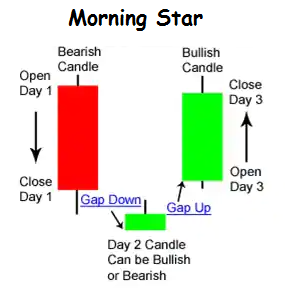 Morning Star
Bearish
Candle
Bullish
Candle
Open
Day 1
Close
Day 3
Close
Day 1
Gap Down
Gap Up
Open
Day 3
Day 2 Candle
Can be Bullish
or Bearish